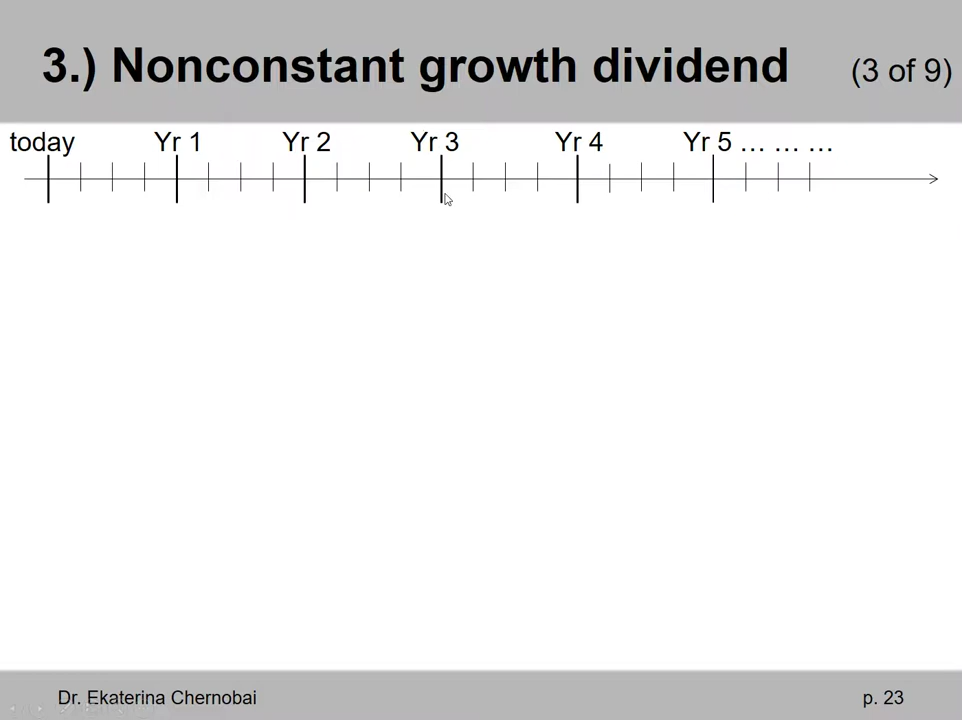 3.) Nonconstant growth dividend (3 of 9)
today Yr 1 Yr 2 Yr 3 Yr 4 Yr 5 ... ... ...
Dr. Ekaterina Chernobai p. 23